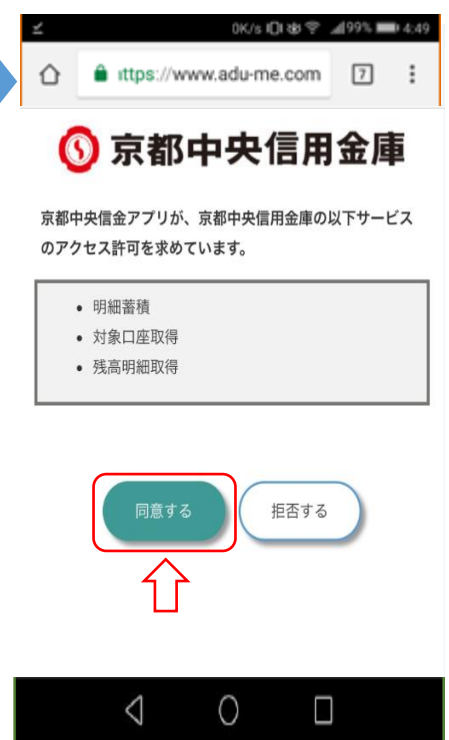 0K/s 99% 4:49
ttps://www.adu-me.com 7
京都中央信用金庫
京都中央信金アプリが、京都中央信用金庫の以下サービス
のアクセス許可を求めています。
• 明細蓄積
• 対象口座取得
• 残高明細取得
同意する 拒否する